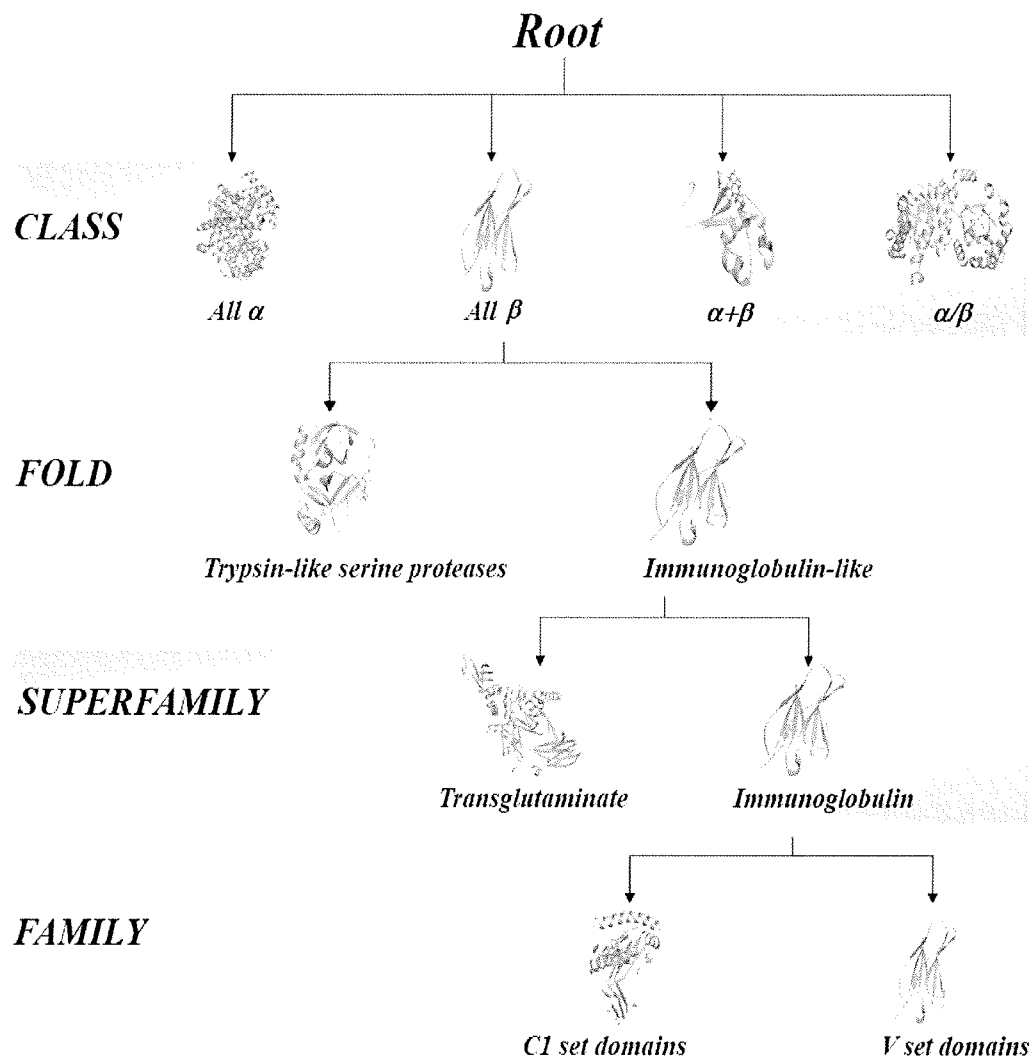 Root
CLASS
All α
All β
α+β
α/β
FOLD
Trypsin-like serine proteases
Immunoglobulin-like
SUPERFAMILY
Transglutaminate
Immunoglobulin
FAMILY
C1 set domains
V set domains